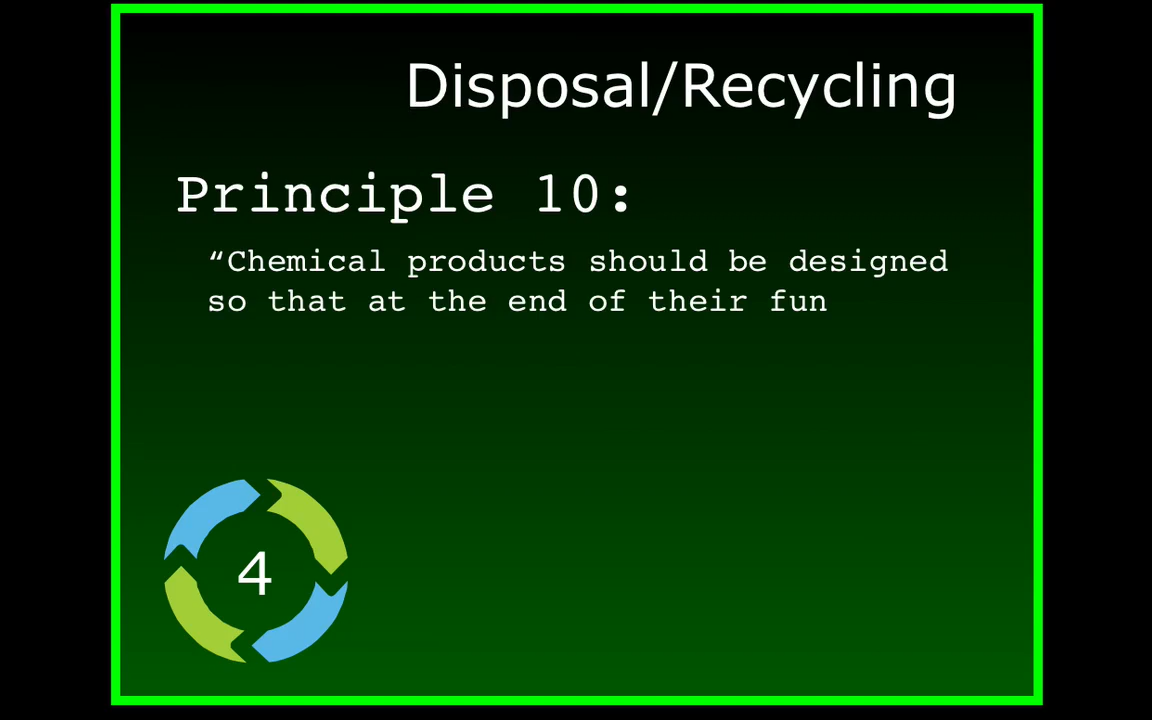 Disposal/Recycling
Principle 10:
“Chemical products should be designed
so that at the end of their fun
4